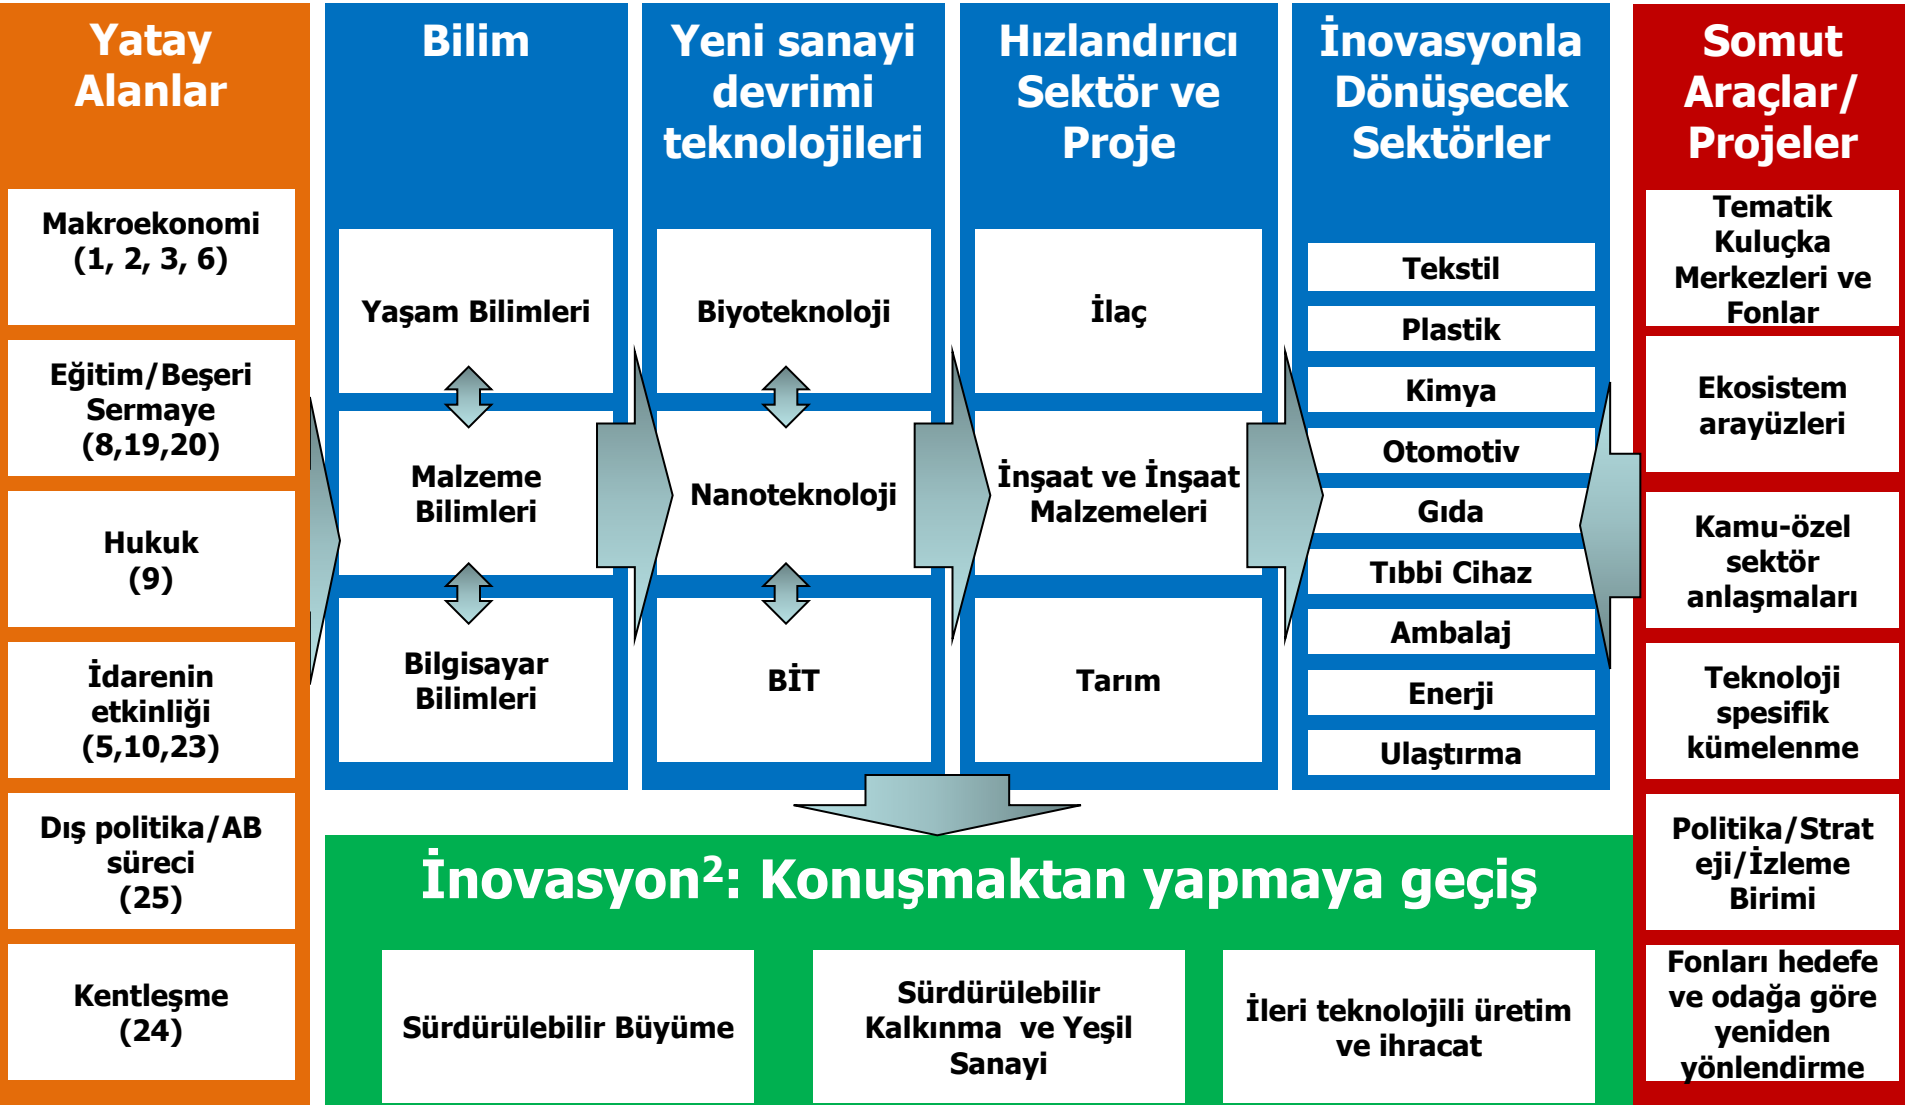 Yatay
Alanlar
Makroekonomi
(1, 2, 3, 6)
Eğitim/Beşeri
Sermaye
(8,19,20)
Hukuk
(9)
İdarenin
etkinliği
(5,10,23)
Dış politika/AB
süreci
(25)
Kentleşme
(24)
Bilim
Yaşam Bilimleri
Malzeme
Bilimleri
Bilgisayar
Bilimleri
Yeni sanayi
devrimi
teknolojileri
Biyoteknoloji
Nanoteknoloji
BİT
Hızlandırıcı
Sektör ve
Proje
İlaç
İnşaat ve İnşaat
Malzemeleri
Tarım
İnovasyonla
Dönüşecek
Sektörler
Tekstil
Plastik
Kimya
Otomotiv
Gıda
Tıbbi Cihaz
Ambalaj
Enerji
Ulaştırma
Somut
Araçlar/
Projeler
Tematik
Kuluçka
Merkezleri ve
Fonlar
Ekosistem
arayüzleri
Kamu-özel
sektör
anlaşmaları
Teknoloji
spesifik
kümelenme
Politika/Strat
eji/İzleme
Birimi
Fonları hedefe
ve odağa göre
yeniden
yönlendirme
İnovasyon²: Konuşmaktan yapmaya geçiş
Sürdürülebilir Büyüme
Sürdürülebilir
Kalkınma ve Yeşil
Sanayi
İleri teknolojili üretim
ve ihracat